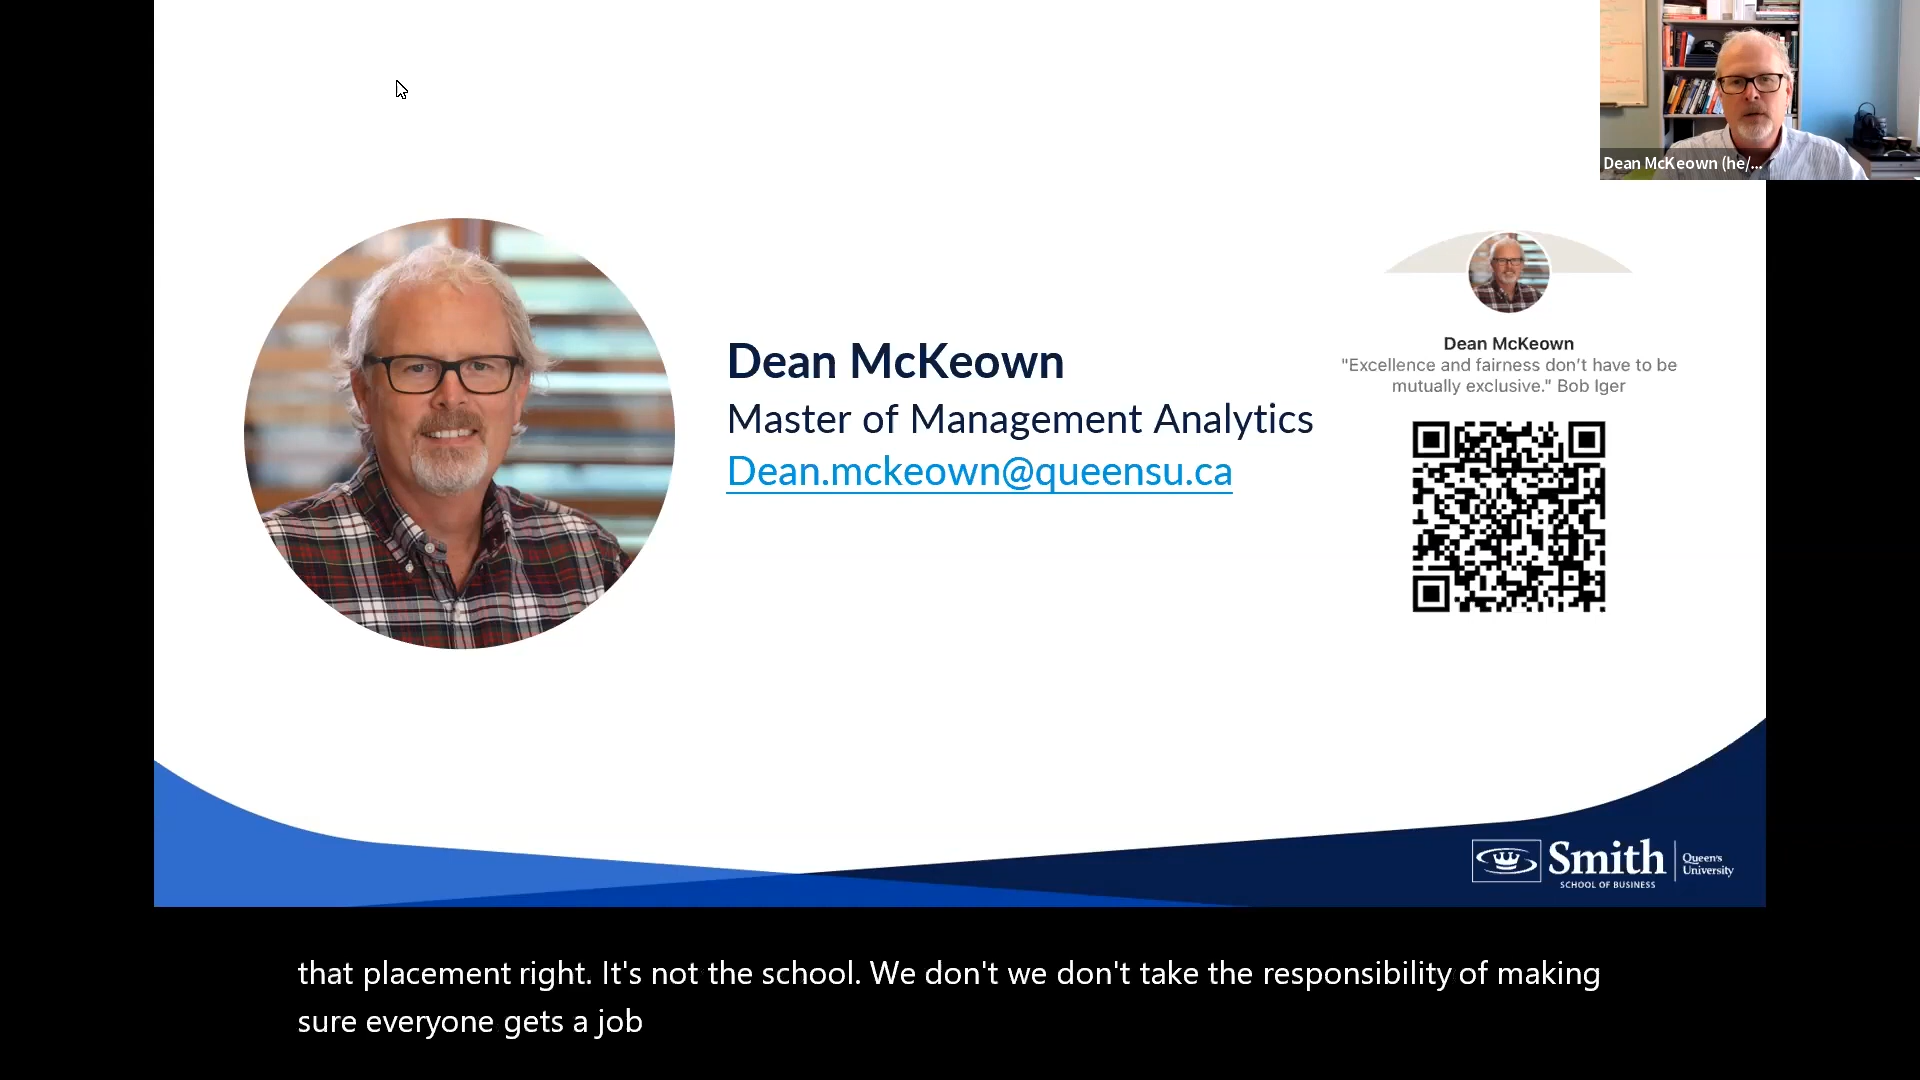 Dean McKeown (he/...
Dean McKeown
Master of Management Analytics
Dean.mckeown@queensu.ca
Dean McKeown
"Excellence and fairness don't have to be
mutually exclusive." Bob Iger
Smith
SCHOOL OF BUSINESS
Queen's
University
that placement right. It's not the school. We don't we don't take the responsibility of making
sure everyone gets a job